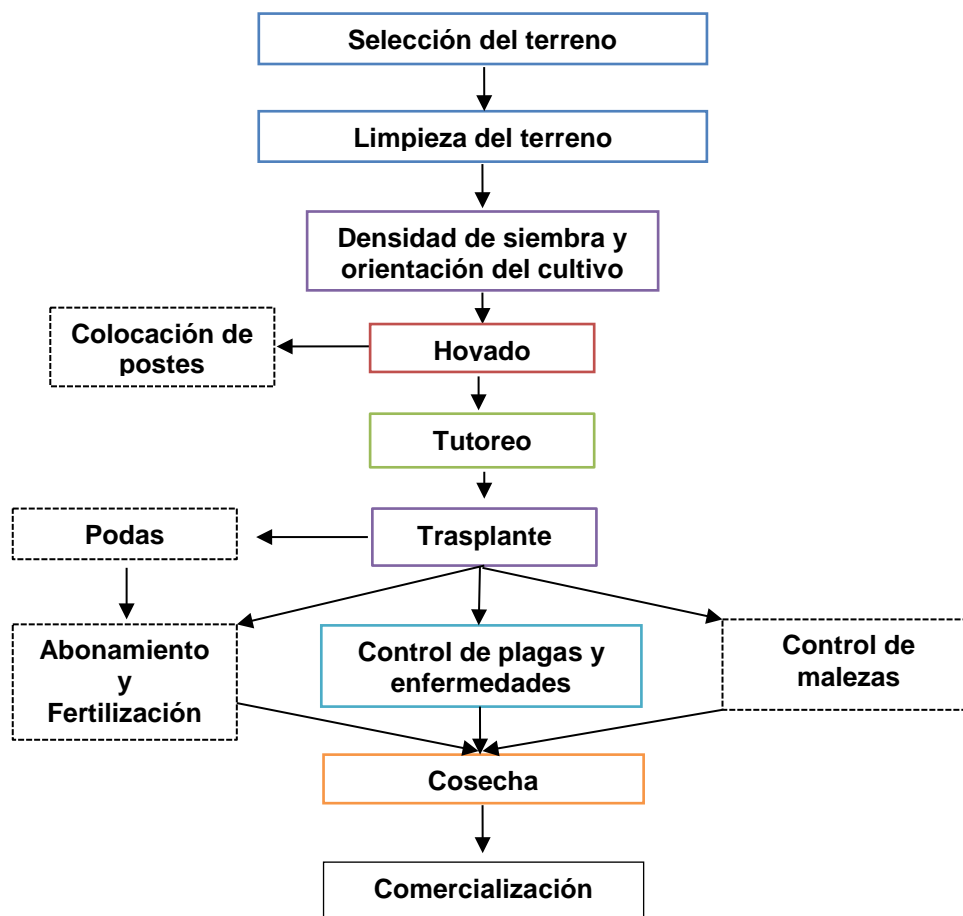 Selección del terreno
Limpieza del terreno
Densidad de siembra y
orientación del cultivo
Colocación de
postes
Hovado
Tutoreo
Podas
Trasplante
Abonamiento
y
Fertilización
Control de plagas y
enfermedades
Control de
malezas
Cosecha
Comercialización